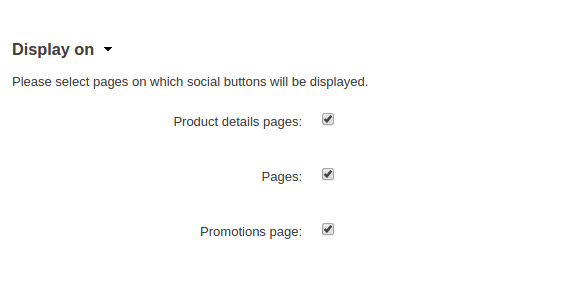 Display on
Please select pages on which social buttons will be displayed.
Product details pages:
Pages:
Promotions page: